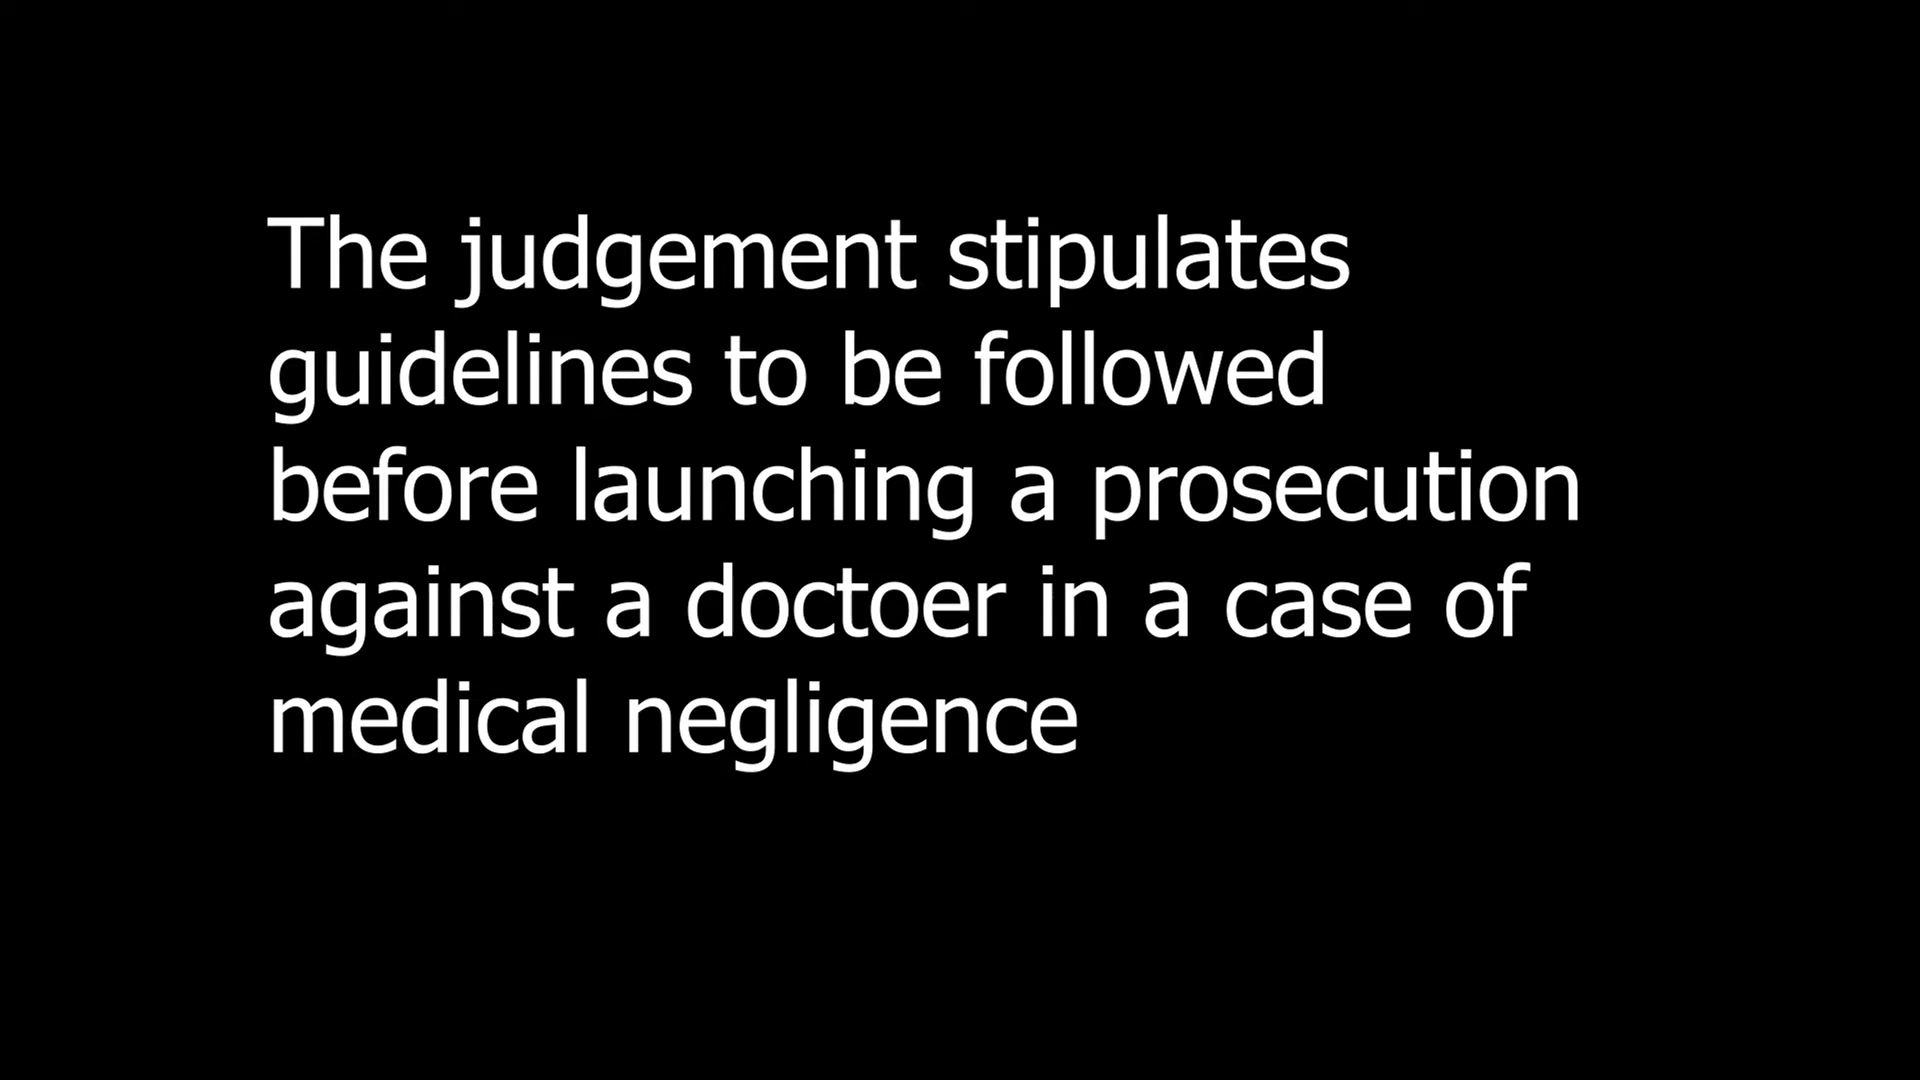 The judgement stipulates
guidelines to be followed
before launching a prosecution
against a doctoer in a case of
medical negligence